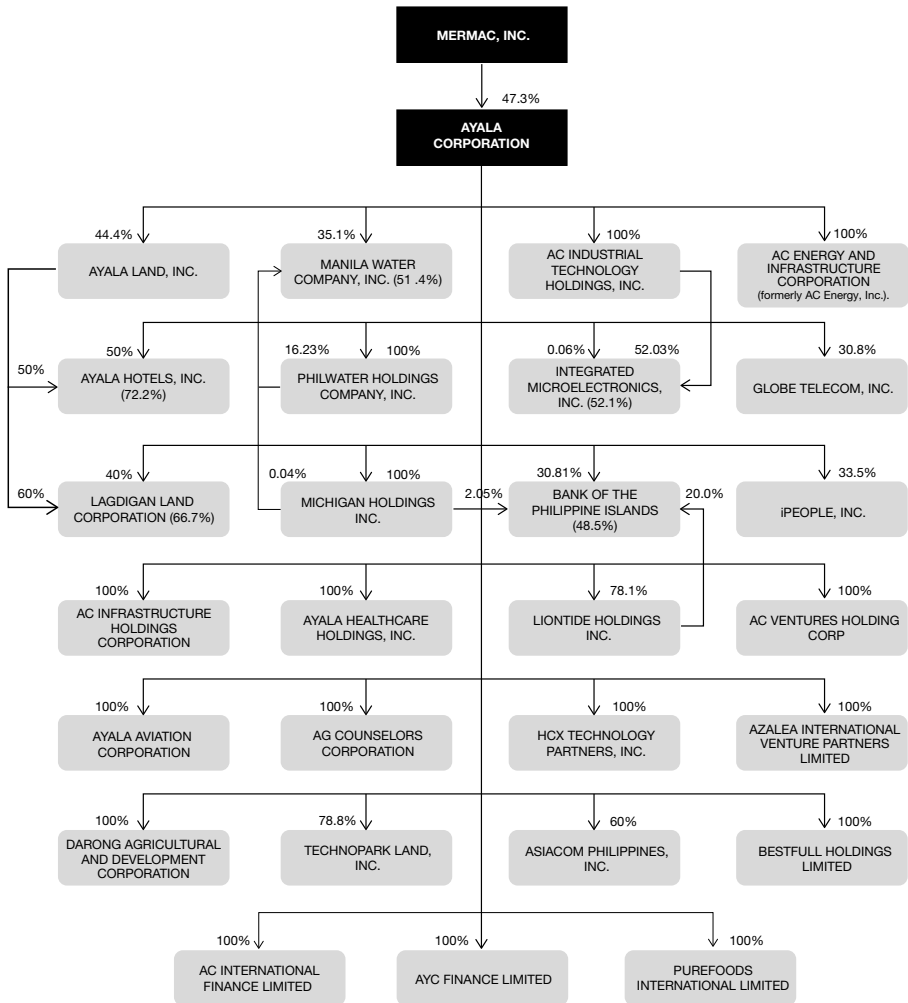 MERMAC, INC.
47.3%
AYALA
CORPORATION
44.4%
35.1%
100%
100%
AYALA LAND, INC.
MANILA WATER
COMPANY, INC. (51 .4%)
AC INDUSTRIAL
TECHNOLOGY
HOLDINGS, INC.
AC ENERGY AND
INFRASTRUCTURE
CORPORATION
(formerly AC Energy, Inc.).
50%
50%
16.23%
100%
0.06%
52.03%
30.8%
AYALA HOTELS, INC.
(72.2%)
PHILWATER HOLDINGS
COMPANY, INC.
INTEGRATED
MICROELECTRONICS,
INC. (52.1%)
GLOBE TELECOM, INC.
60%
40%
0.04%
100%
2.05%
30.81%
20.0%
33.5%
LAGDIGAN LAND
CORPORATION (66.7%)
MICHIGAN HOLDINGS
INC.
BANK OF THE
PHILIPPINE ISLANDS
(48.5%)
iPEOPLE, INC.
100%
100%
78.1%
100%
AC INFRASTRUCTURE
HOLDINGS
CORPORATION
AYALA HEALTHCARE
HOLDINGS, INC.
LIONTIDE HOLDINGS
INC.
AC VENTURES HOLDING
CORP
100%
100%
100%
100%
AYALA AVIATION
CORPORATION
AG COUNSELORS
CORPORATION
HCX TECHNOLOGY
PARTNERS, INC.
AZALEA INTERNATIONAL
VENTURE PARTNERS
LIMITED
100%
78.8%
60%
100%
DARONG AGRICULTURAL
AND DEVELOPMENT
CORPORATION
TECHNOPARK LAND,
INC.
ASIACOM PHILIPPINES,
INC.
BESTFULL HOLDINGS
LIMITED
100%
100%
100%
AC INTERNATIONAL
FINANCE LIMITED
AYC FINANCE LIMITED
PUREFOODS
INTERNATIONAL LIMITED